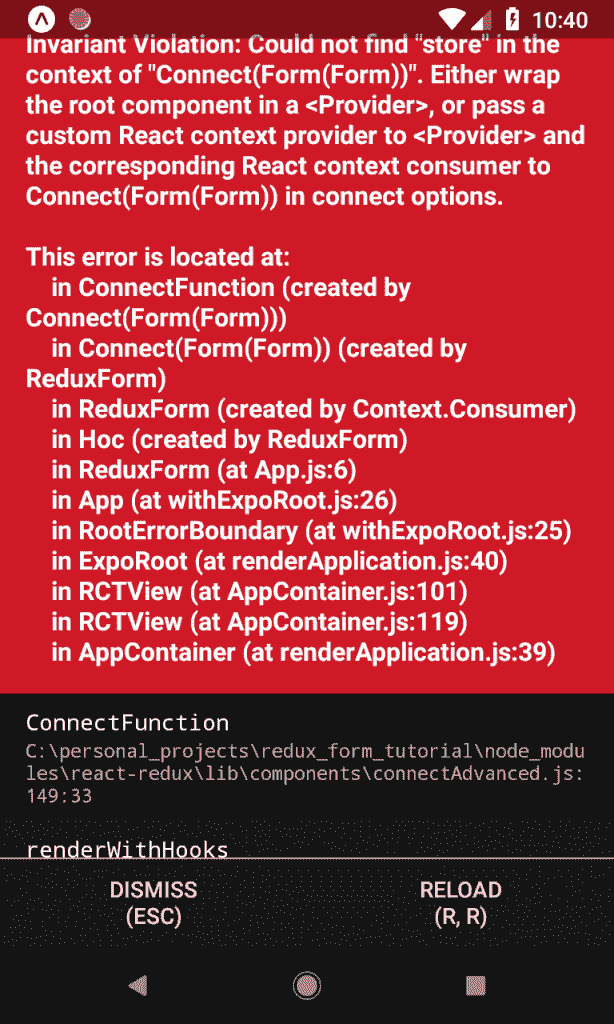 10:40
Invariant Violation: Could not find "store" in the
context of "Connect(Form(Form))". Either wrap
the root component in a <Provider>, or pass a
custom React context provider to <Provider> and
the corresponding React context consumer to
Connect(Form(Form)) in connect options.
This error is located at:
in ConnectFunction (created by
Connect(Form(Form)))
in Connect(Form(Form)) (created by
ReduxForm)
in ReduxForm (created by Context.Consumer)
in Hoc (created by ReduxForm)
in ReduxForm (at App.js:6)
in App (at withExpoRoot.js:26)
in RootErrorBoundary (at withExpoRoot.js:25)
in ExpoRoot (at renderApplication.js:40)
in RCTView (at AppContainer.js:101)
in RCTView (at AppContainer.js:119)
in AppContainer (at renderApplication.js:39)
ConnectFunction
C:\personal_projects\redux_form_tutorial\node_modu
les\react-redux\lib\components\connectAdvanced.js:
149:33
renderWithHooks
DISMISS
(ESC)
RELOAD
(R, R)